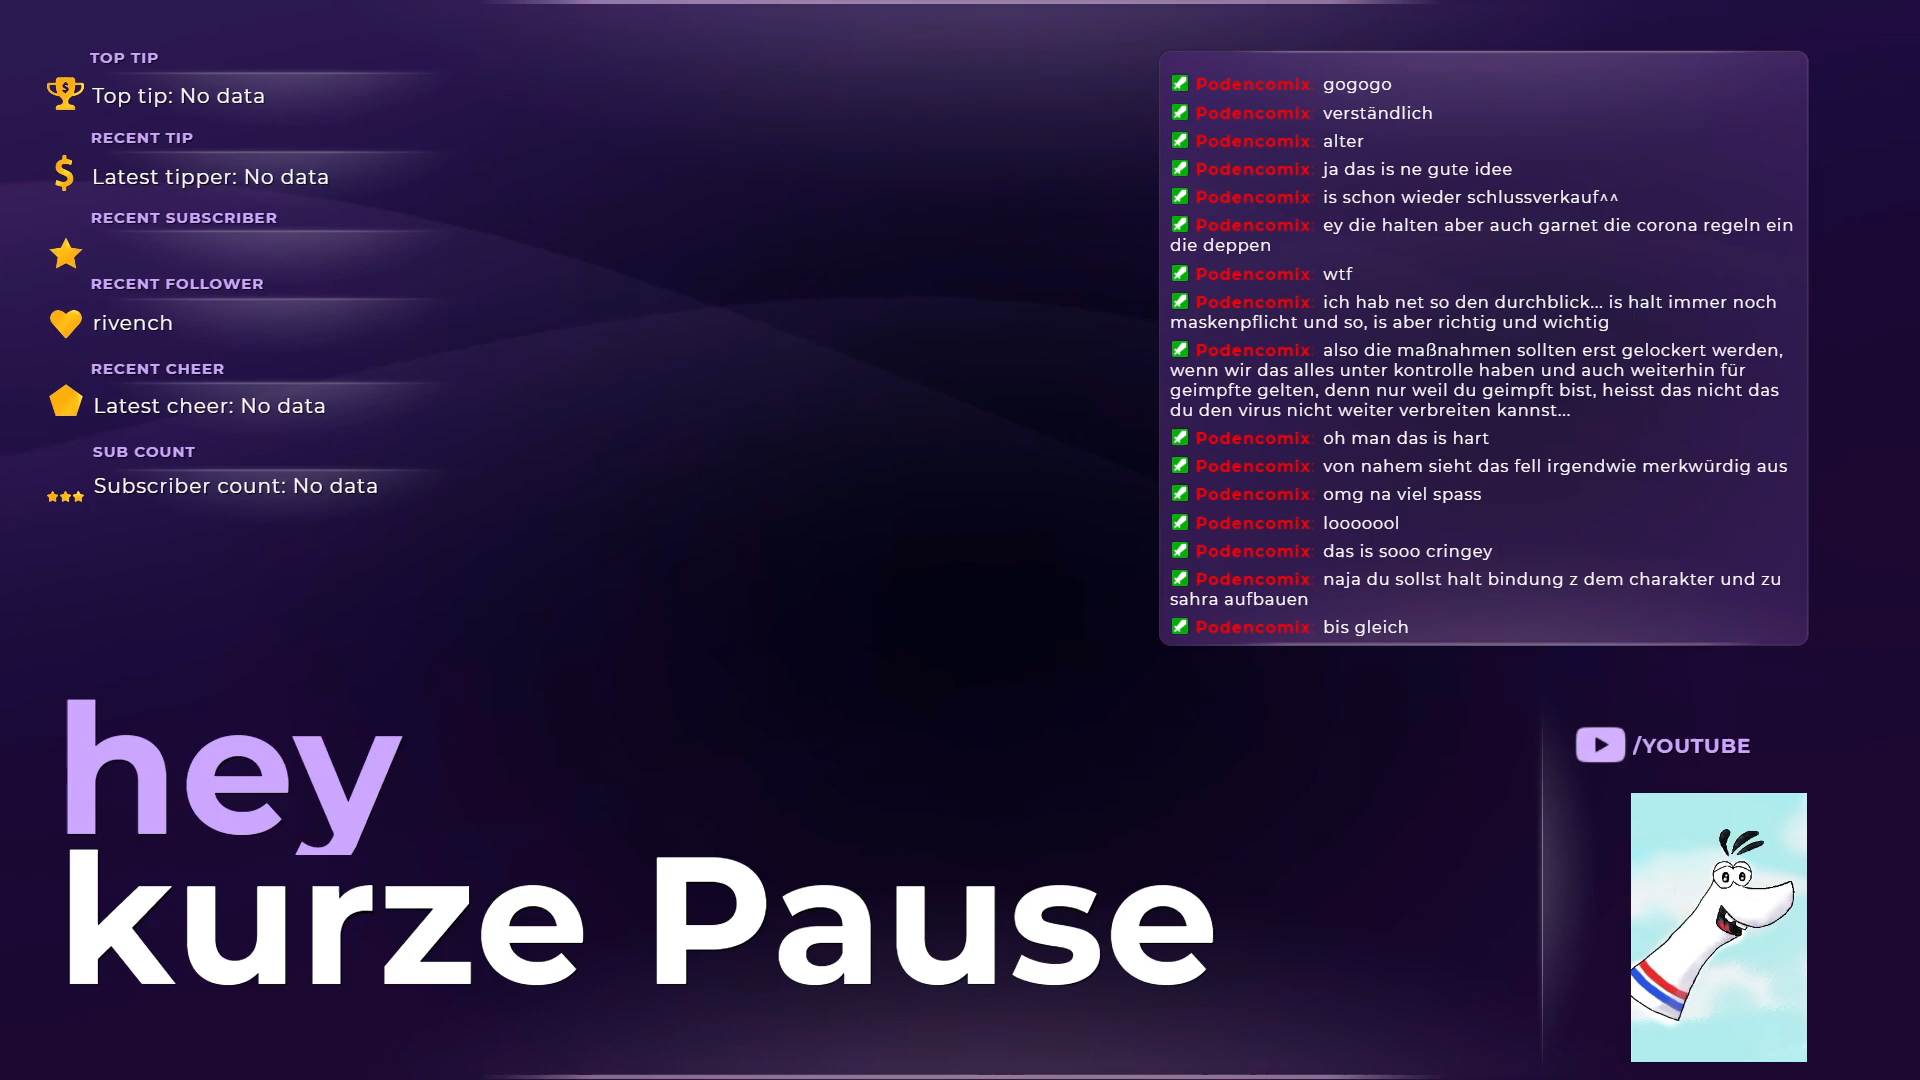 TOP TIP
Top tip: No data
RECENT TIP
Latest tipper: No data
RECENT SUBSCRIBER
RECENT FOLLOWER
rivench
RECENT CHEER
Latest cheer: No data
SUB COUNT
Subscriber count: No data
Podencomix: gogogo
Podencomix: verständlich
Podencomix: alter
Podencomix: ja das is ne gute idee
Podencomix: is schon wieder schlussverkauf^^
Podencomix: ey die halten aber auch garnet die corona regeln ein
die deppen
Podencomix: wtf
Podencomix: ich hab net so den durchblick... is halt immer noch
maskenpflicht und so, is aber richtig und wichtig
Podencomix: also die maßnahmen sollten erst gelockert werden,
wenn wir das alles unter kontrolle haben und auch weiterhin für
geimpfte gelten, denn nur weil du geimpft bist, heisst das nicht das
du den virus nicht weiter verbreiten kannst...
Podencomix: oh man das is hart
Podencomix: von nahem sieht das fell irgendwie merkwürdig aus
Podencomix: omg na viel spass
Podencomix: looooool
Podencomix: das is sooo cringey
Podencomix: naja du sollst halt bindung z dem charakter und zu
sahra aufbauen
Podencomix: bis gleich
hey
kurze Pause
/YOUTUBE